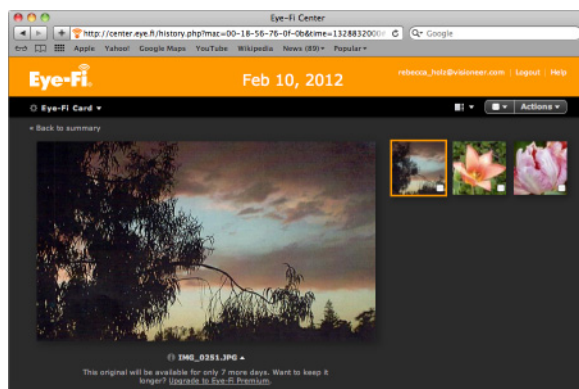 Eye-Fi Center
http://center.eye.fi/history.php?mac=00-18-56-76-0f-0b&time=1328832000
Google
Apple Yahoo! Google Maps YouTube Wikipedia News (89) Popular
Eye-Fi
Feb 10, 2012
rebecca_holz@visioneer.com | Logout | Help
Eye-Fi Card
Actions
« Back to summary
IMG_0251.JPG
This original will be available for only 7 more days. Want to keep it
longer? Upgrade to Eye-Fi Premium.